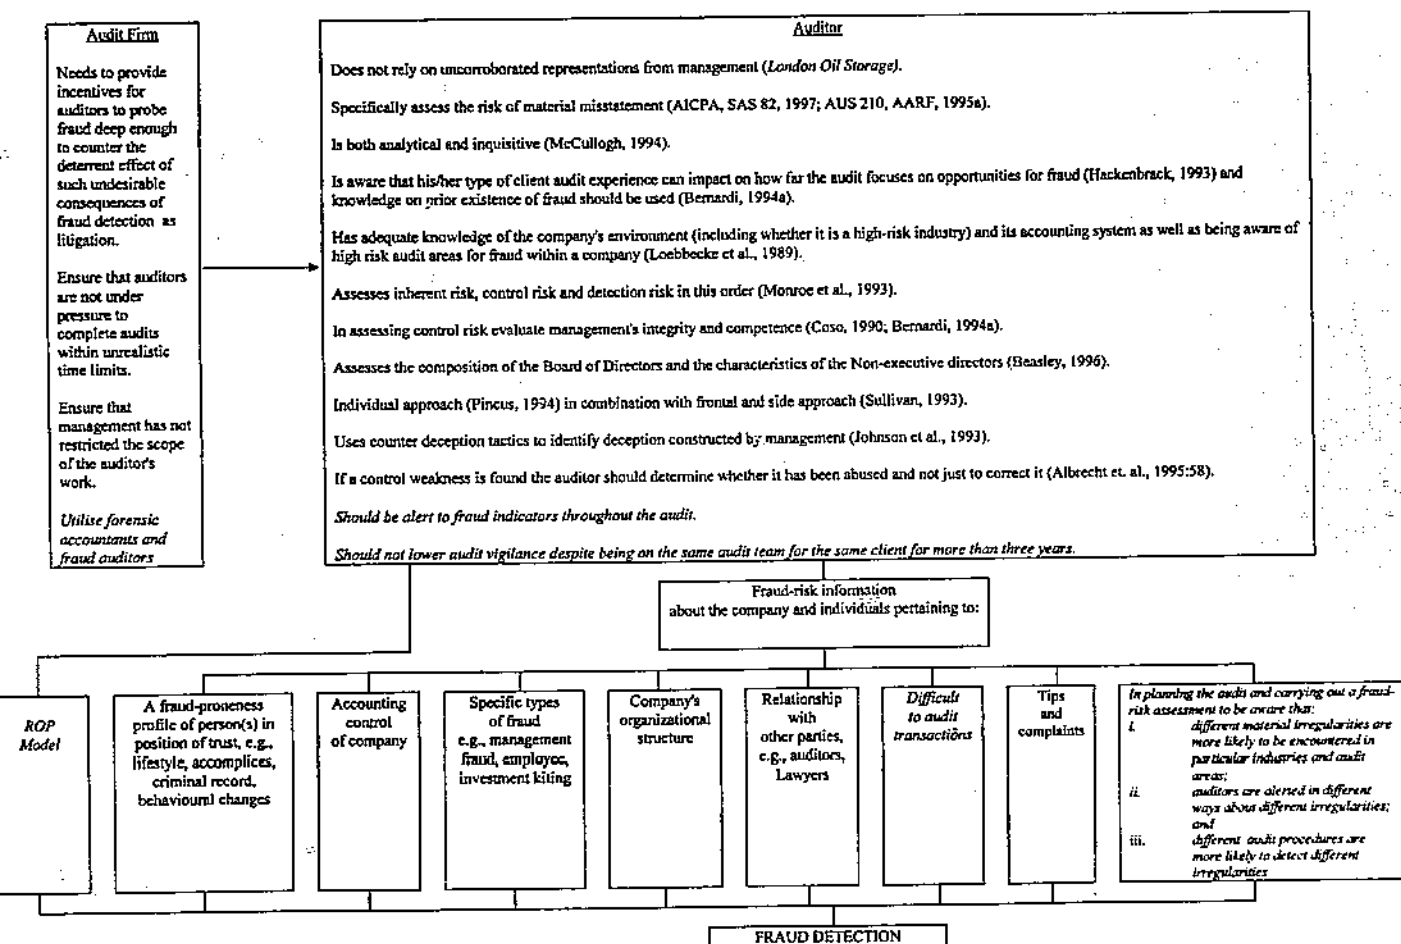 Audit Firm
Needs to provide
incentives for
auditors to probe
fraud deep enough
to counter the
deterrent effect of
such undesirable
consequences of
fraud detection as
litigation.
Ensure that auditors
are not under
pressure to
complete audits
within unrealistic
time limits.
Ensure that
management has not
restricted the scope
of the auditor's
work.
Utilise forensic
accountants and
fraud auditors
Auditor
Does not rely on uncorroborated representations from management (London Oil Storage).
Specifically assess the risk of material misstatement (AICPA, SAS 82, 1997; AUS 210, AARF, 1995a).
Is both analytical and inquisitive (McCullogh, 1994).
Is aware that his/her type of client audit experience can impact on how far the audit focuses on opportunities for fraud (Hackenbrack, 1993) and
knowledge on prior existence of fraud should be used (Bernardi, 1994a).
Has adequate knowledge of the company's environment (including whether it is a high-risk industry) and its accounting system as well as being aware of
high risk audit areas for fraud within a company (Loebbecke et al., 1989).
Assesses inherent risk, control risk and detection risk in this order (Monroe et al., 1993).
In assessing control risk evaluate management's integrity and competence (Coso, 1990; Bernardi, 1994a).
Assesses the composition of the Board of Directors and the characteristics of the Non-executive directors (Beasley, 1996).
Individual approach (Pincus, 1994) in combination with frontal and side approach (Sullivan, 1993).
Uses counter deception tactics to identify deception constructed by management (Johnson et al., 1993).
If a control weakness is found the auditor should determine whether it has been abused and not just to correct it (Albrecht et. al., 1995:58).
Should be alert to fraud indicators throughout the audit.
Should not lower audit vigilance despite being on the same audit team for the same client for more than three years.
Fraud-risk information
about the company and individuals pertaining to:
ROP
Model
A fraud-proneness
profile of person(s) in
position of trust, e.g.,
lifestyle, accomplices,
criminal record,
behavioural changes
Accounting
control
of company
Specific types
of fraud
e.g., management
fraud, employee,
investment kiting
Company's
organizational
structure
Relationship
with
other parties,
e.g., auditors,
Lawyers
Difficult
to audit
transactions
Tips
and
complaints
In planning the audit and carrying out a fraud-
risk assessment to be aware that:
i. different material irregularities are
more likely to be encountered in
particular industries and audit
areas;
ii. auditors are alerted in different
ways about different irregularities;
and
iii. different audit procedures are
more likely to detect different
irregularities
FRAUD DETECTION